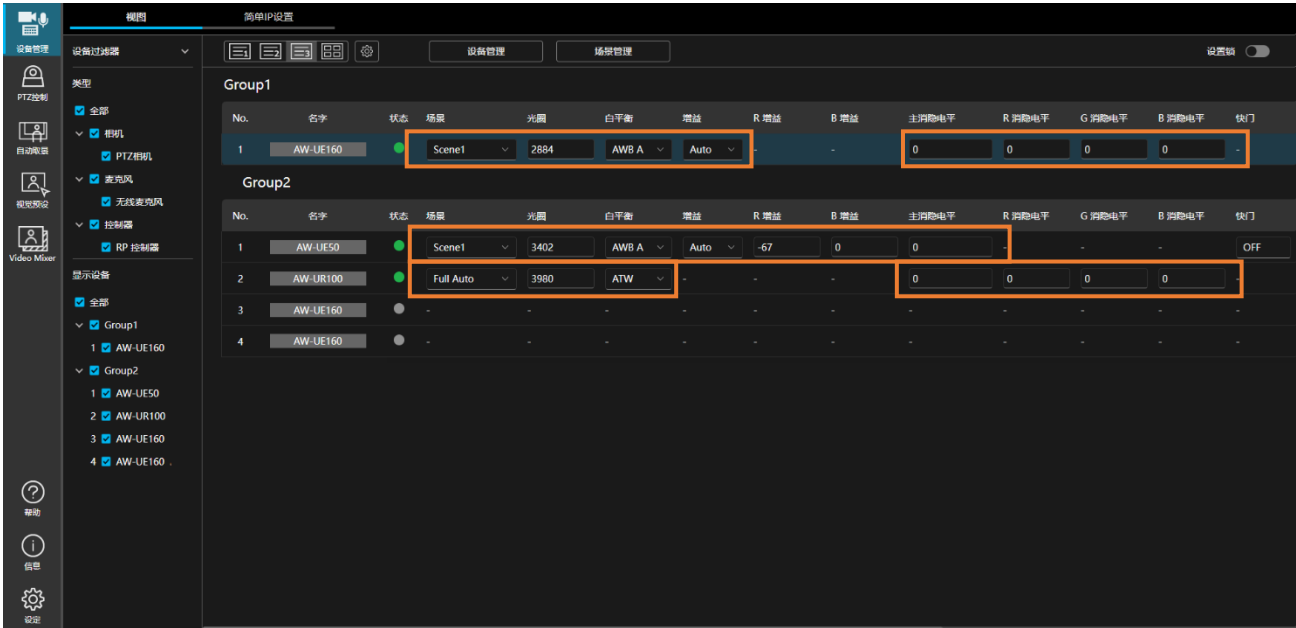 视图 简单IP设置
设备管理
PTZ控制
自动取景
视觉预设
Video Mixer
帮助
信息
设定
设备过滤器
类型
全部
相机
PTZ相机
麦克风
无线麦克风
控制器
RP 控制器
显示设备
全部
Group1
1 AW-UE160
Group2
1 AW-UE50
2 AW-UR100
3 AW-UE160
4 AW-UE160 .
1 2 3 设备管理 场景管理 设置锁
Group1
No. 名字 状态 场景 光圈 白平衡 增益 R 增益 B 增益 主消隐电平 R 消隐电平 G 消隐电平 B 消隐电平 快门
1 AW-UE160 Scene1 2884 AWB A Auto - - 0 0 0 0 -
Group2
No. 名字 状态 场景 光圈 白平衡 增益 R 增益 B 增益 主消隐电平 R 消隐电平 G 消隐电平 B 消隐电平 快门
1 AW-UE50 Scene1 3402 AWB A Auto -67 0 0 - - - OFF
2 AW-UR100 Full Auto 3980 ATW - - - 0 0 0 0 -
3 AW-UE160 - - - - - - - - - - -
4 AW-UE160 - - - - - - - - - - -